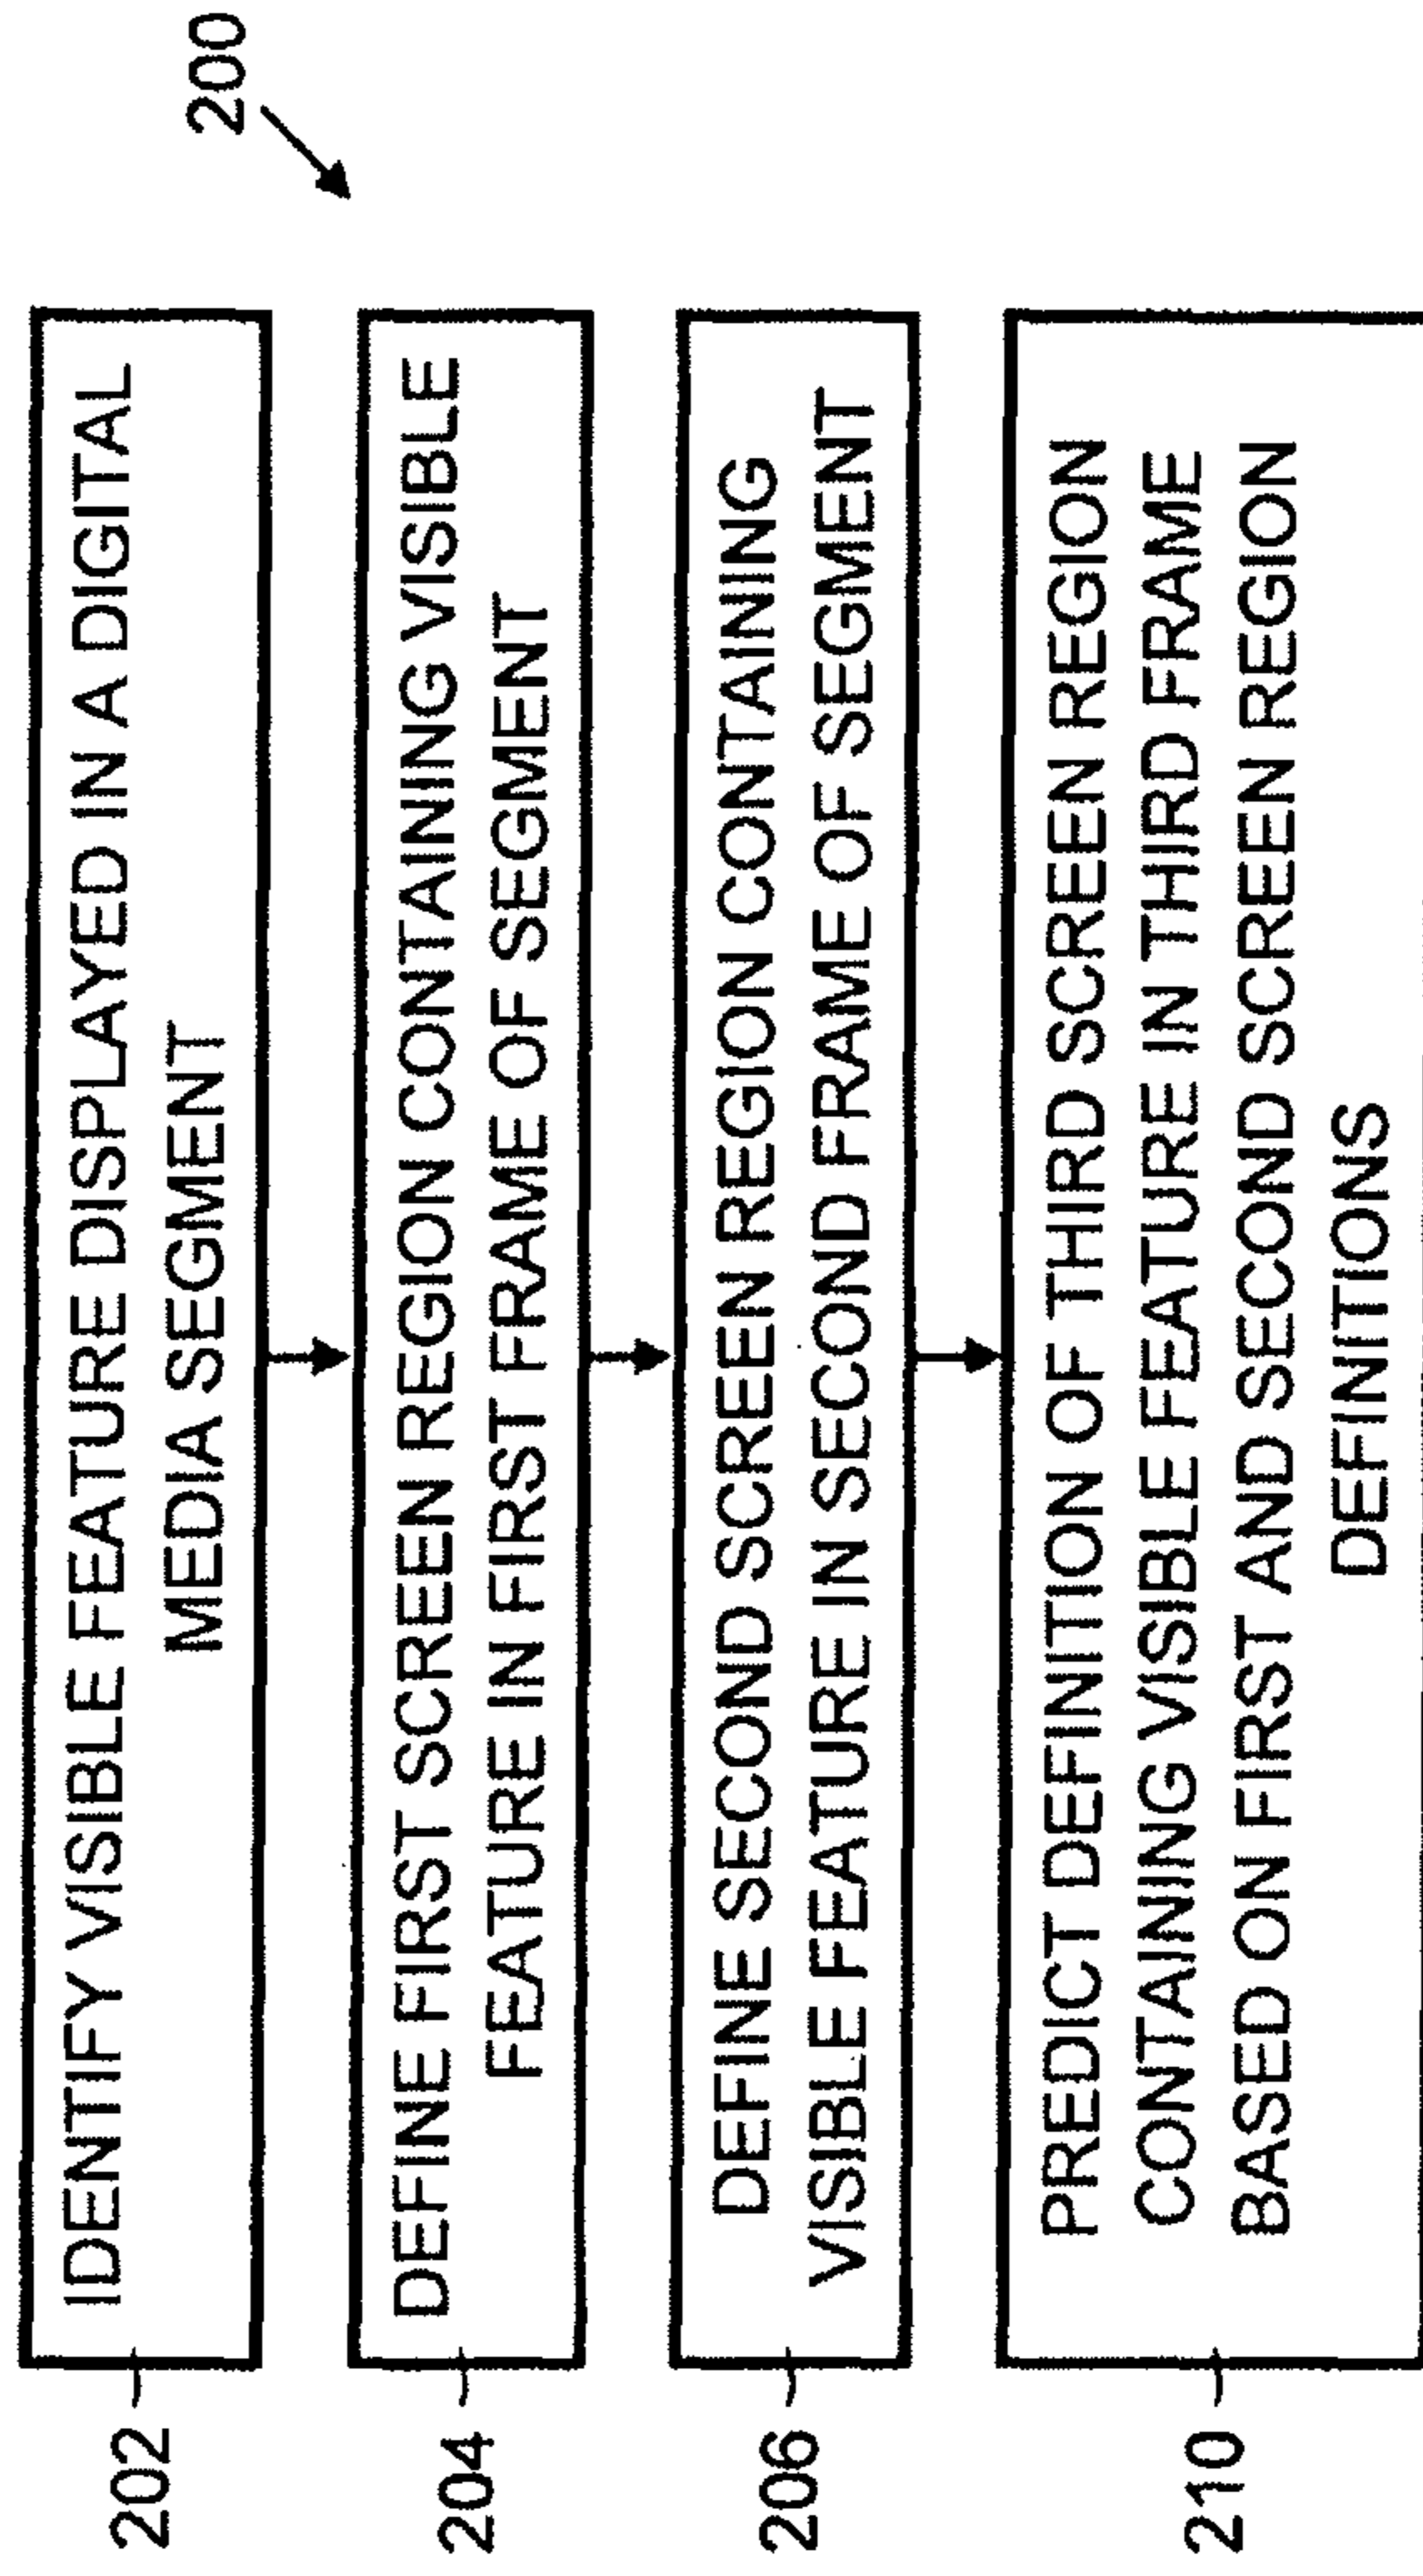 200
202
IDENTIFY VISIBLE FEATURE DISPLAYED IN A DIGITAL
MEDIA SEGMENT
204
DEFINE FIRST SCREEN REGION CONTAINING VISIBLE
FEATURE IN FIRST FRAME OF SEGMENT
206
DEFINE SECOND SCREEN REGION CONTAINING
VISIBLE FEATURE IN SECOND FRAME OF SEGMENT
210
PREDICT DEFINITION OF THIRD SCREEN REGION
CONTAINING VISIBLE FEATURE IN THIRD FRAME
BASED ON FIRST AND SECOND SCREEN REGION
DEFINITIONS